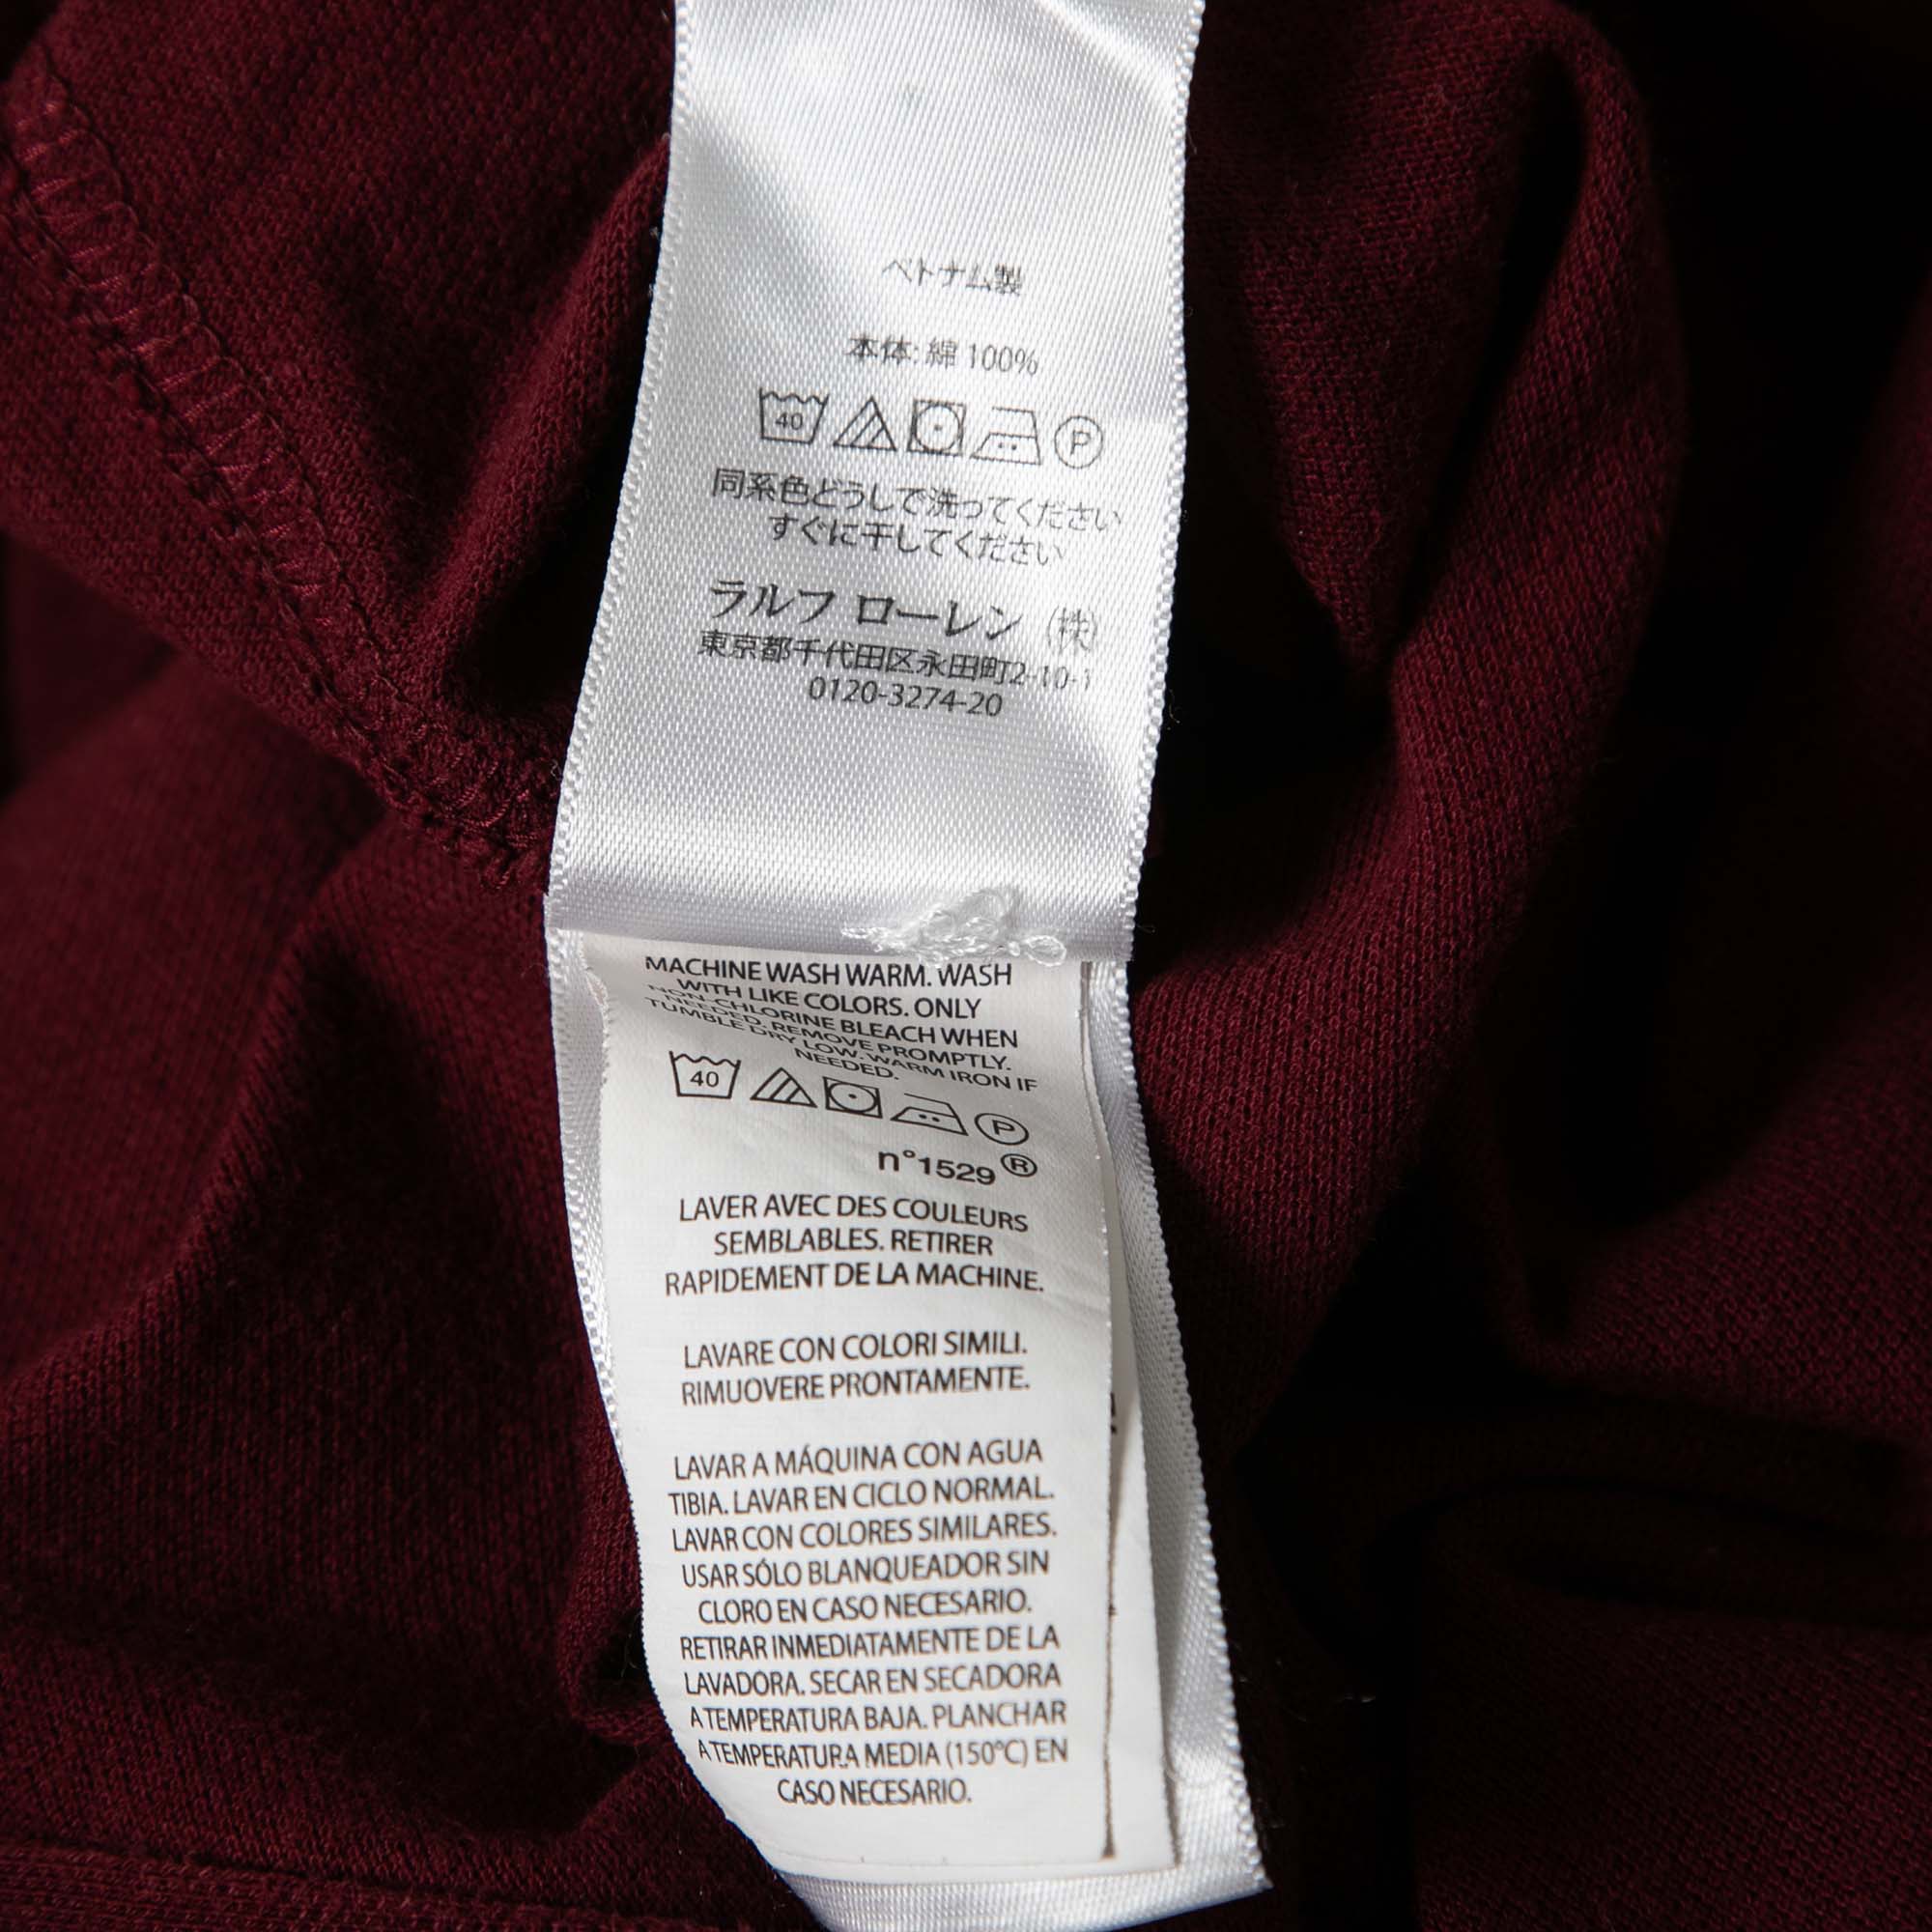 ベトナム製
本体: 綿 100%
40 P
同系色どうしで洗ってください
すぐに干してください
ラルフ ローレン (株)
東京都千代田区永田町2-10-1
0120-3274-20
MACHINE WASH WARM. WASH
WITH LIKE COLORS. ONLY
NON-CHLORINE BLEACH WHEN
NEEDED. REMOVE PROMPTLY.
TUMBLE DRY LOW. WARM IRON IF
NEEDED.
40 P
n°1529®
LAVER AVEC DES COULEURS
SEMBLABLES. RETIRER
RAPIDEMENT DE LA MACHINE.
LAVARE CON COLORI SIMILI.
RIMUOVERE PRONTAMENTE.
LAVAR A MÁQUINA CON AGUA
TIBIA. LAVAR EN CICLO NORMAL.
LAVAR CON COLORES SIMILARES.
USAR SÓLO BLANQUEADOR SIN
CLORO EN CASO NECESARIO.
RETIRAR INMEDIATAMENTE DE LA
LAVADORA. SECAR EN SECADORA
A TEMPERATURA BAJA. PLANCHAR
A TEMPERATURA MEDIA (150°C) EN
CASO NECESARIO.